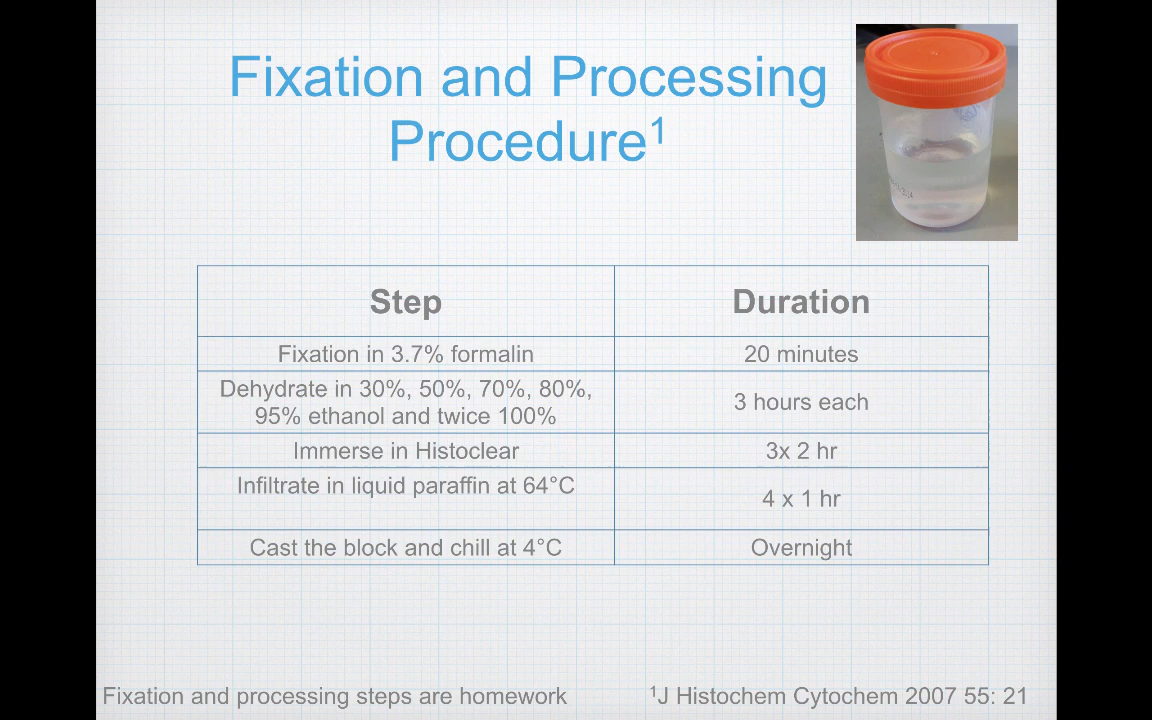 Fixation and Processing
Procedure¹
Step
Duration
Fixation in 3.7% formalin
20 minutes
Dehydrate in 30%, 50%, 70%, 80%,
95% ethanol and twice 100%
3 hours each
Immerse in Histoclear
3x 2 hr
Infiltrate in liquid paraffin at 64°C
4 x 1 hr
Cast the block and chill at 4°C
Overnight
Fixation and processing steps are homework
¹J Histochem Cytochem 2007 55: 21